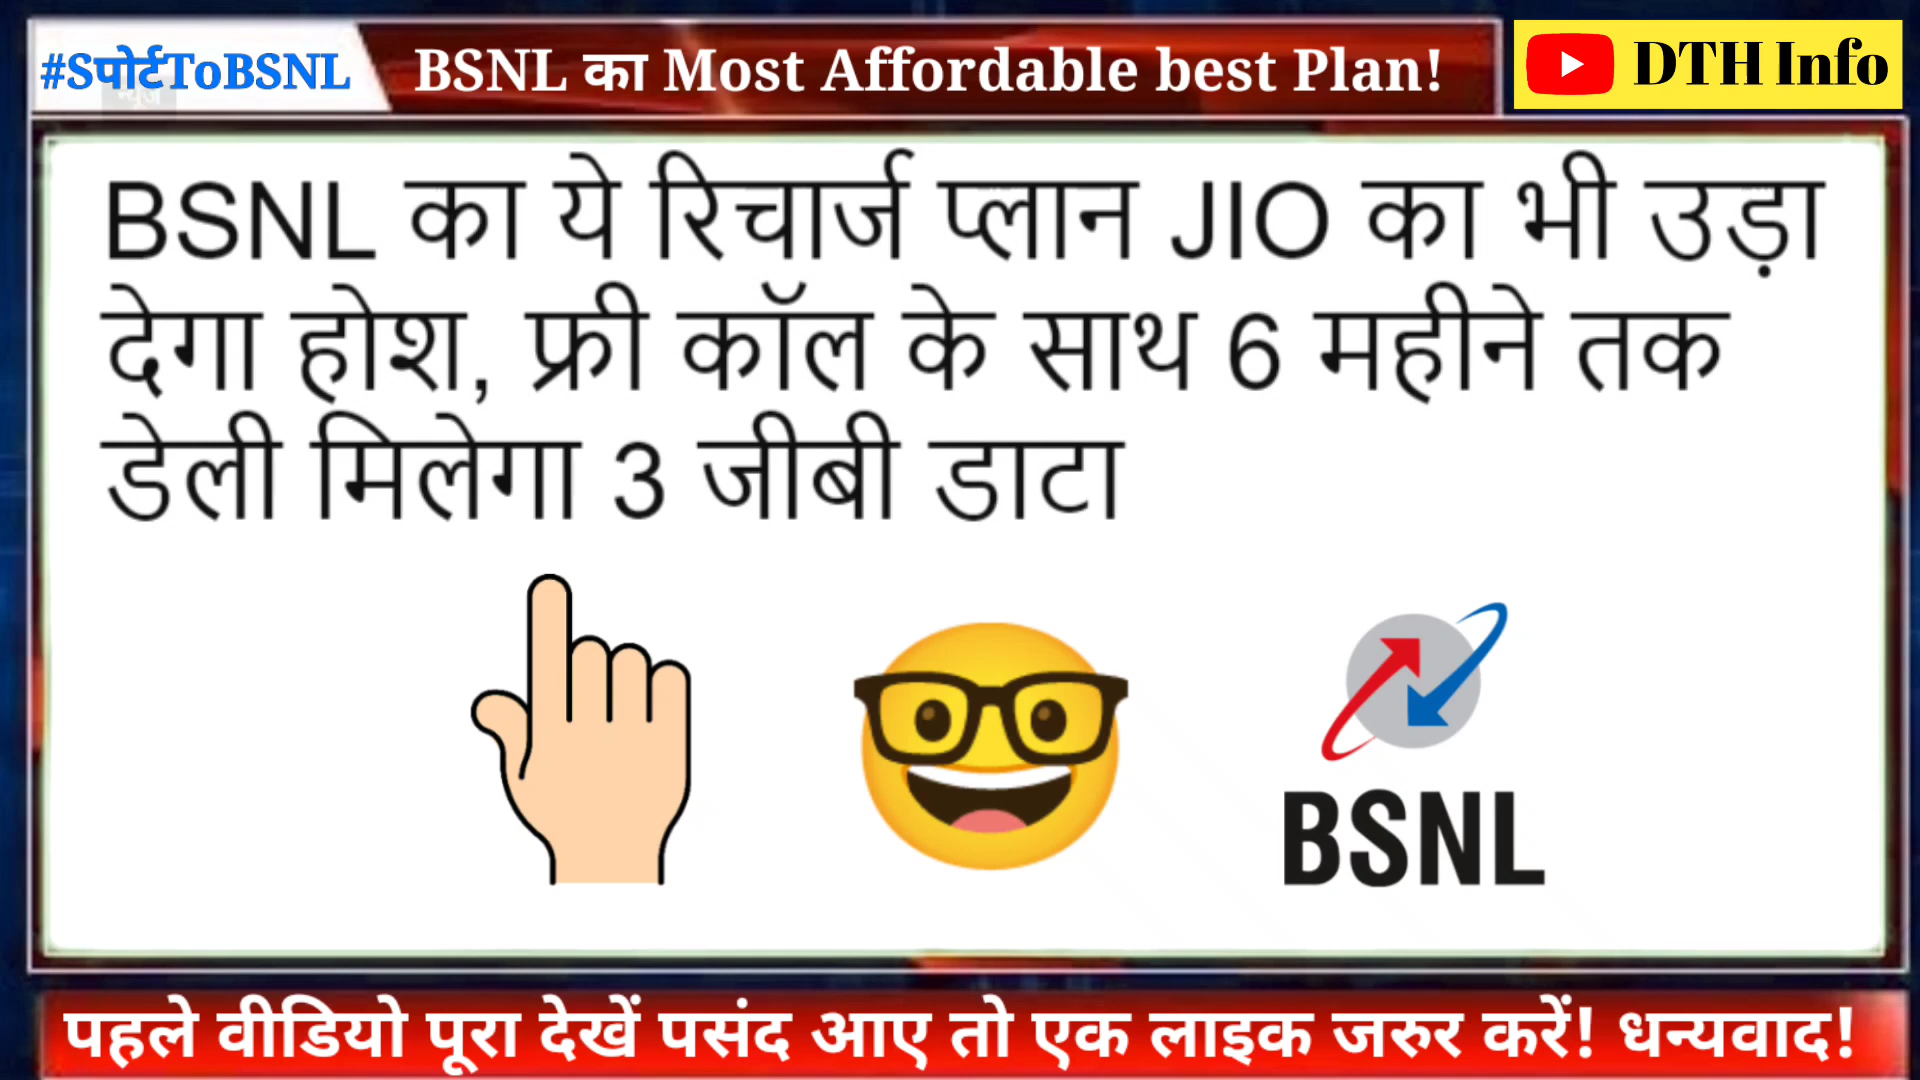 #Sपोर्टToBSNL
न्यूज
BSNL का Most Affordable best Plan!
DTH Info
BSNL का ये रिचार्ज प्लान JIO का भी उड़ा
देगा होश, फ्री कॉल के साथ 6 महीने तक
डेली मिलेगा 3 जीबी डाटा
BSNL
पहले वीडियो पूरा देखें पसंद आए तो एक लाइक जरुर करें! धन्यवाद!